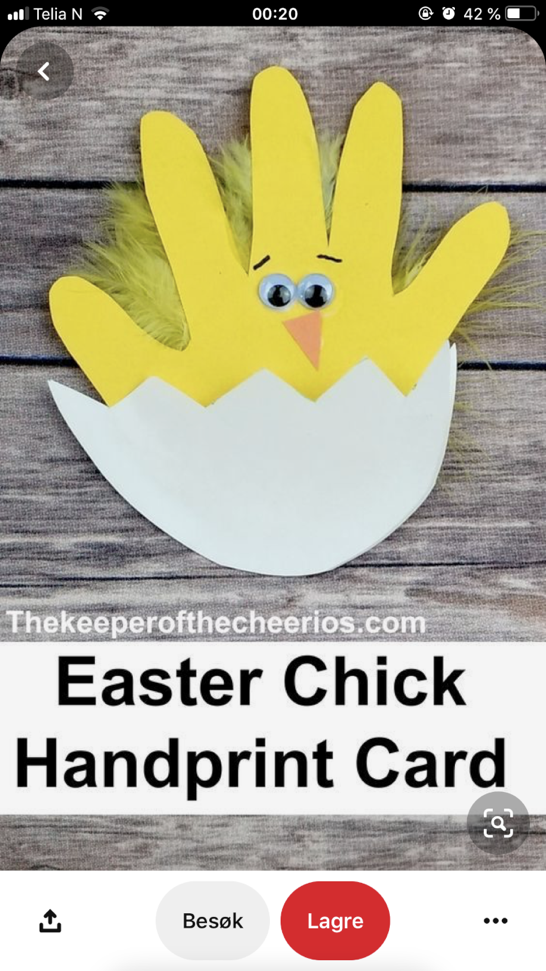 Telia N 00:20 42 %
Thekeeperofthecheerios.com
Easter Chick
Handprint Card
Besøk Lagre